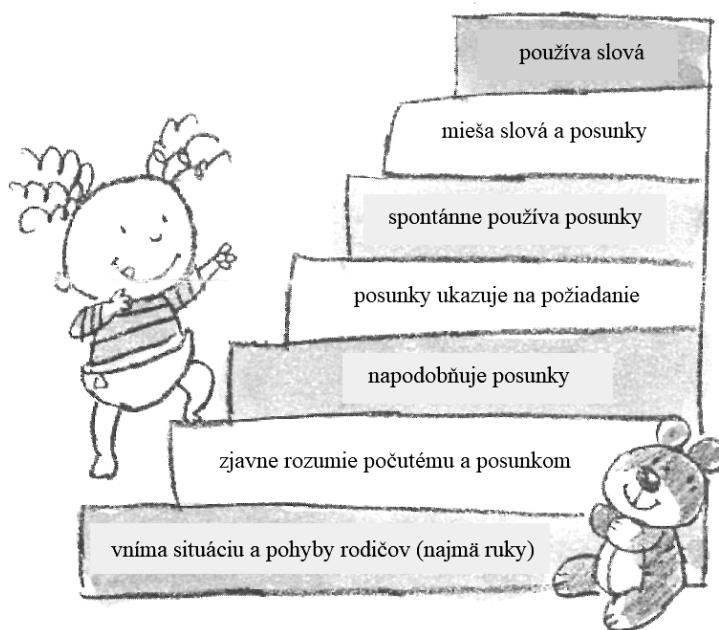 používa slová
mieša slová a posunky
spontánne používa posunky
posunky ukazuje na požiadanie
napodobňuje posunky
zjavne rozumie počutému a posunkom
vníma situáciu a pohyby rodičov (najmä ruky)